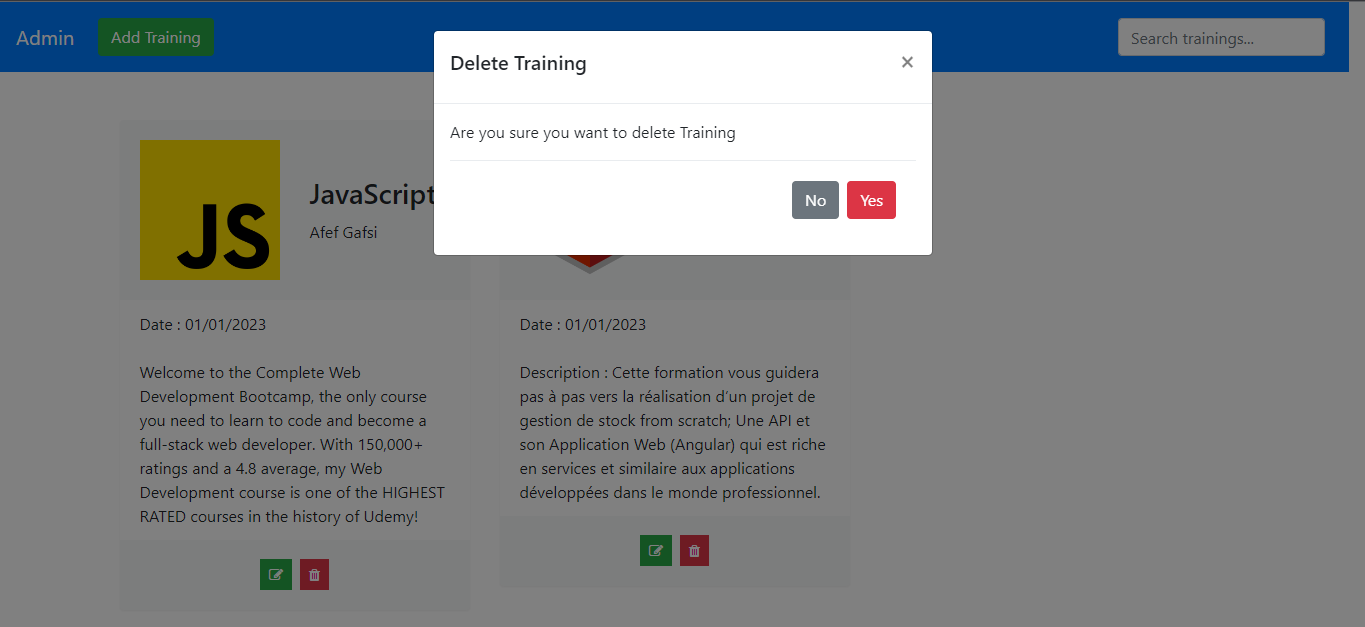 Admin
Add Training
Search trainings...
Delete Training
×
Are you sure you want to delete Training
No
Yes
JS
JavaScript
Afef Gafsi
Date : 01/01/2023
Welcome to the Complete Web
Development Bootcamp, the only course
you need to learn to code and become a
full-stack web developer. With 150,000+
ratings and a 4.8 average, my Web
Development course is one of the HIGHEST
RATED courses in the history of Udemy!
Date : 01/01/2023
Description : Cette formation vous guidera
pas à pas vers la réalisation d'un projet de
gestion de stock from scratch; Une API et
son Application Web (Angular) qui est riche
en services et similaire aux applications
développées dans le monde professionnel.